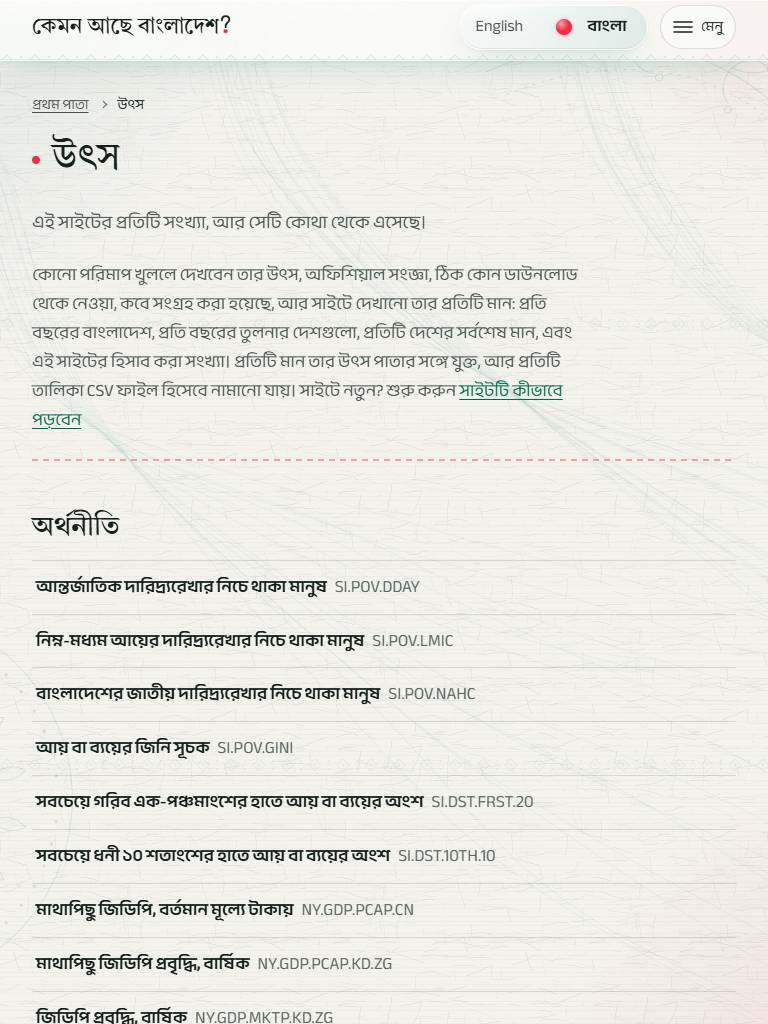 কেমন আছে বাংলাদেশ?
English
বাংলা
মেনু
প্রথম পাতা > উৎস
উৎস
এই সাইটের প্রতিটি সংখ্যা, আর সেটি কোথা থেকে এসেছে।
কোনো পরিমাপ খুললে দেখবেন তার উৎস, অফিশিয়াল সংজ্ঞা, ঠিক কোন ডাউনলোড
থেকে নেওয়া, কবে সংগ্রহ করা হয়েছে, আর সাইটে দেখানো তার প্রতিটি মান: প্রতি
বছরের বাংলাদেশ, প্রতি বছরের তুলনার দেশগুলো, প্রতিটি দেশের সর্বশেষ মান, এবং
এই সাইটের হিসাব করা সংখ্যা। প্রতিটি মান তার উৎস পাতার সঙ্গে যুক্ত, আর প্রতিটি
তালিকা CSV ফাইল হিসেবে নামানো যায়। সাইটে নতুন? শুরু করুন সাইটটি কীভাবে
পড়বেন
অর্থনীতি
আন্তর্জাতিক দারিদ্র্যরেখার নিচে থাকা মানুষ SI.POV.DDAY
নিম্ন-মধ্যম আয়ের দারিদ্র্যরেখার নিচে থাকা মানুষ SI.POV.LMIC
বাংলাদেশের জাতীয় দারিদ্র্যরেখার নিচে থাকা মানুষ SI.POV.NAHC
আয় বা ব্যয়ের জিনি সূচক SI.POV.GINI
সবচেয়ে গরিব এক-পঞ্চমাংশের হাতে আয় বা ব্যয়ের অংশ SI.DST.FRST.20
সবচেয়ে ধনী ১০ শতাংশের হাতে আয় বা ব্যয়ের অংশ SI.DST.10TH.10
মাথাপিছু জিডিপি, বর্তমান মূল্যে টাকায় NY.GDP.PCAP.CN
মাথাপিছু জিডিপি প্রবৃদ্ধি, বার্ষিক NY.GDP.PCAP.KD.ZG
জিডিপি প্রবৃদ্ধি, বার্ষিক NY.GDP.MKTP.KD.ZG